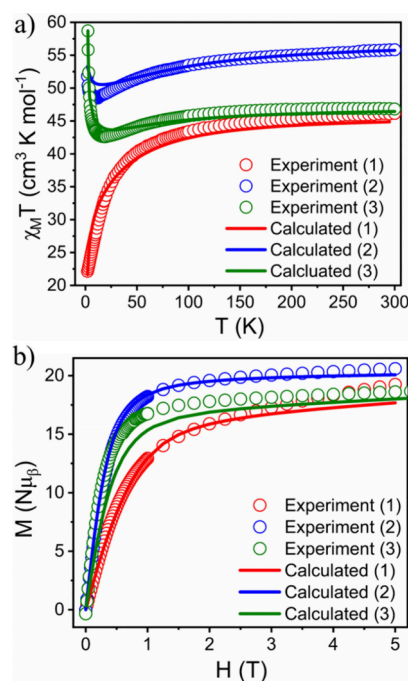 a)
60
55
50
45
40
35
30
25
20
χMT (cm³ K mol⁻¹)
Experiment (1)
Experiment (2)
Experiment (3)
Calculated (1)
Calculated (2)
Calcluated (3)
0 50 100 150 200 250 300
T (K)
b)
20
15
10
5
0
M (Nμβ)
Experiment (1)
Experiment (2)
Experiment (3)
Calculated (1)
Calculated (2)
Calculated (3)
0 1 2 3 4 5
H (T)